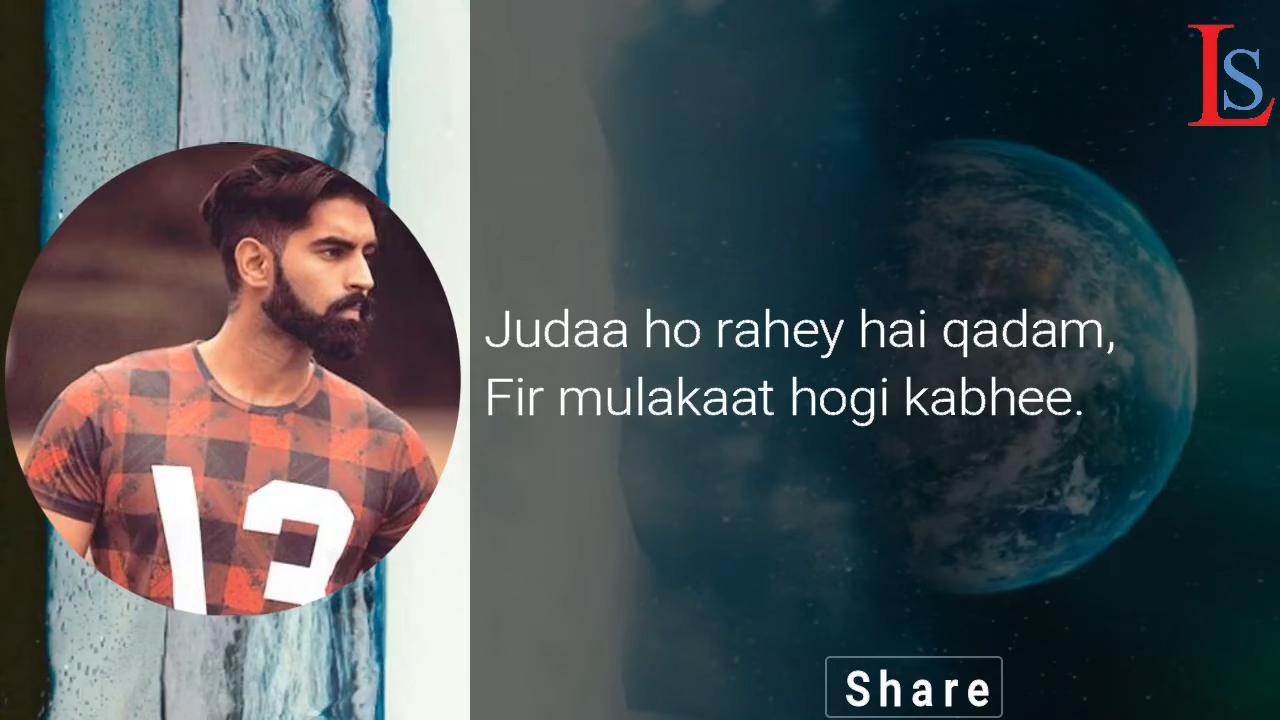 LS
13
Judaa ho rahey hai qadam,
Fir mulakaat hogi kabhee.
Share